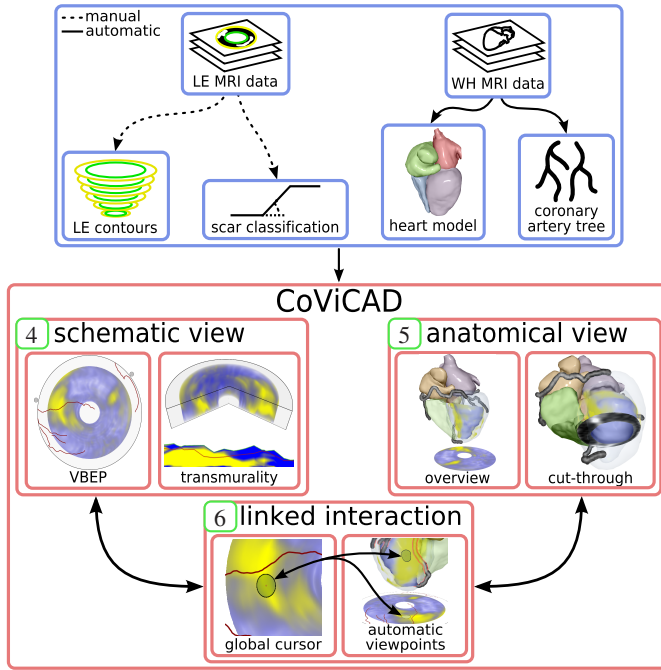 manual
automatic
LE MRI data
WH MRI data
LE contours
scar classification
heart model
coronary
artery tree
CoViCAD
4 schematic view
5 anatomical view
VBEP
transmurality
overview
cut-through
6 linked interaction
global cursor
automatic
viewpoints